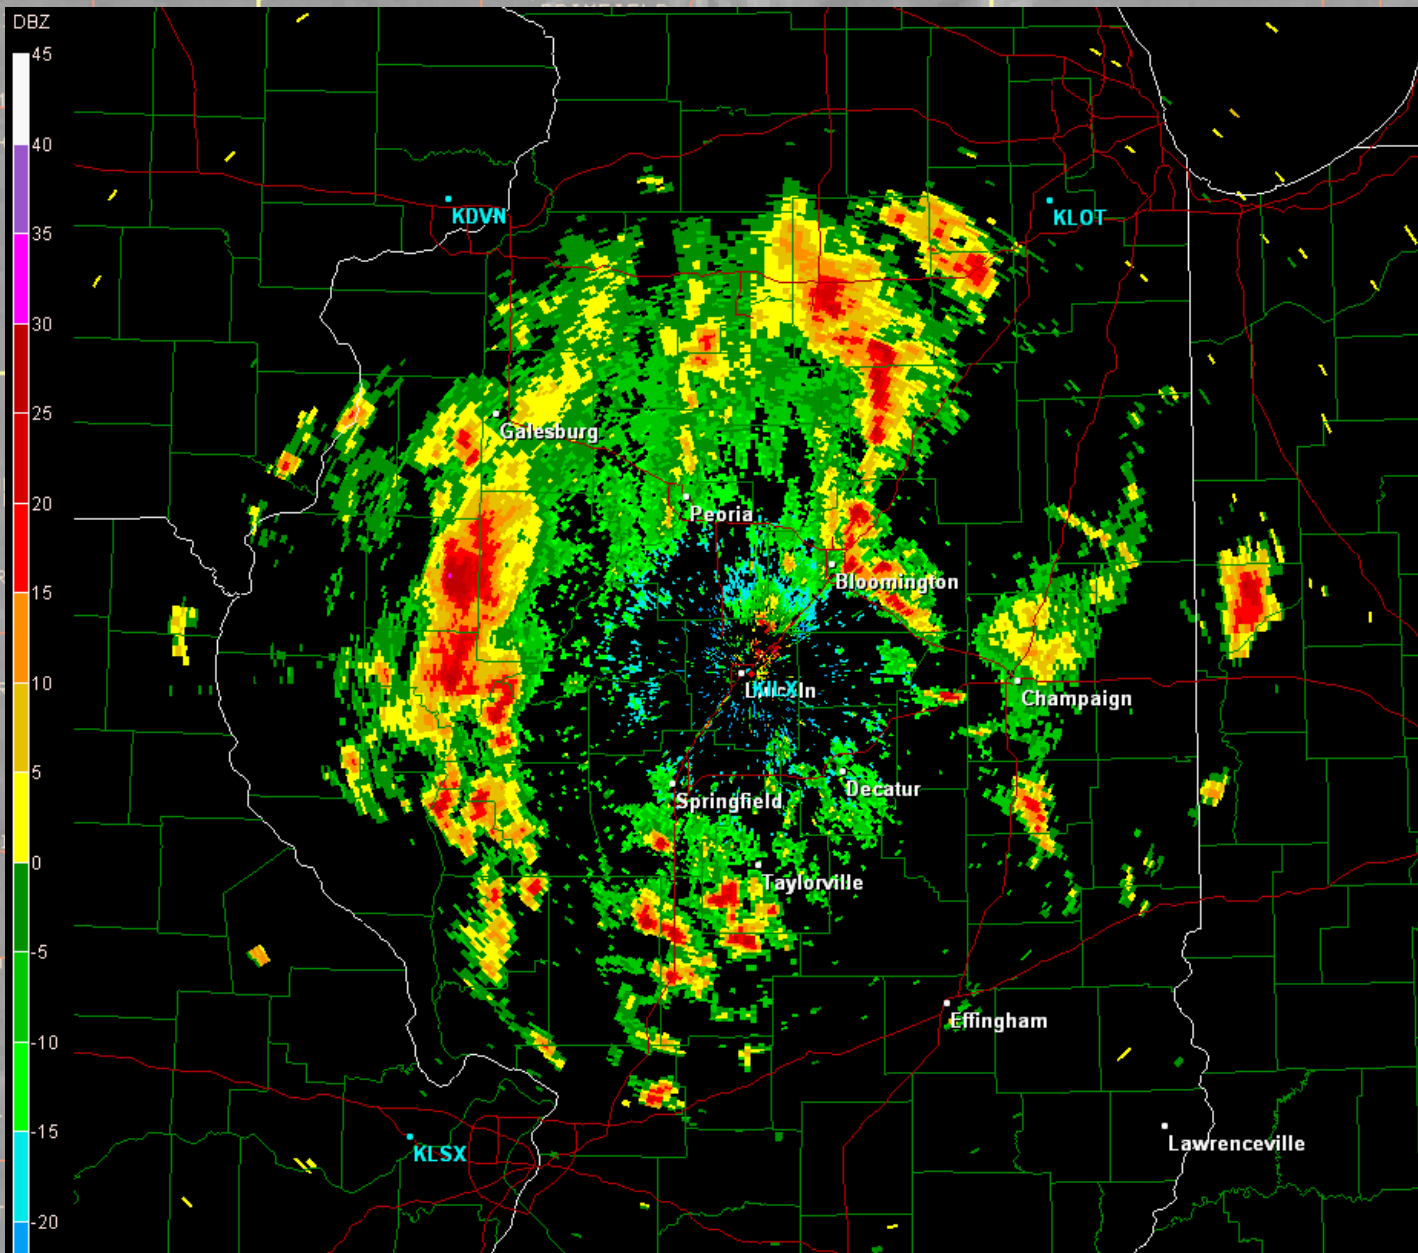 DBZ
45
40
35
30
25
20
15
10
5
0
-5
-10
-15
-20
KDVN
KLOT
Galesburg
Peoria
Bloomington
Champaign
Springfield
Decatur
Taylorville
Effingham
Lawrenceville
KLSX